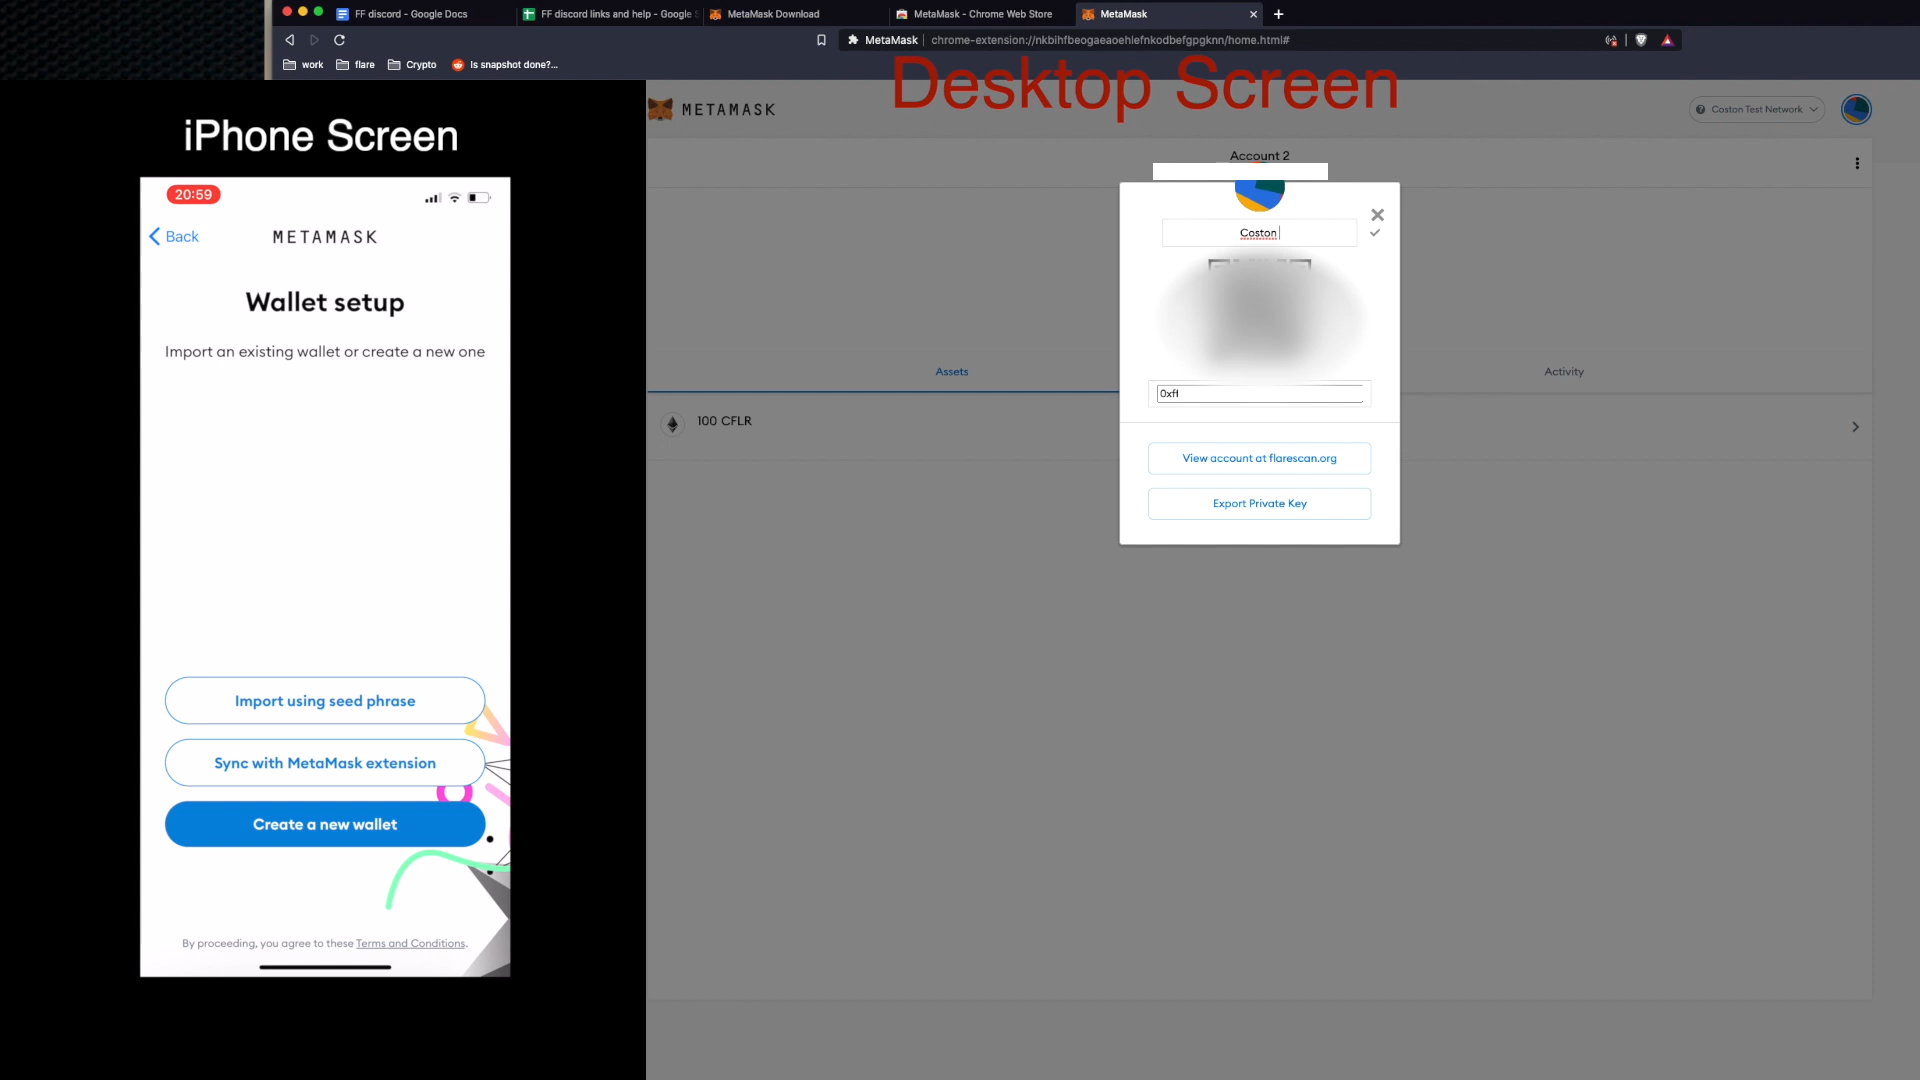 FF discord - Google Docs
FF discord links and help - Google S
MetaMask Download
MetaMask - Chrome Web Store
MetaMask
MetaMask
chrome-extension://nkbihfbeogaeaoehlefnkodbefgpgknn/home.html#
work
flare
Crypto
Is snapshot done?...
Desktop Screen
METAMASK
Coston Test Network
iPhone Screen
Account 2
20:59
Back
METAMASK
Coston
Wallet setup
Import an existing wallet or create a new one
Assets
Activity
0xff
100 CFLR
View account at flarescan.org
Export Private Key
Import using seed phrase
Sync with MetaMask extension
Create a new wallet
By proceeding, you agree to these Terms and Conditions.